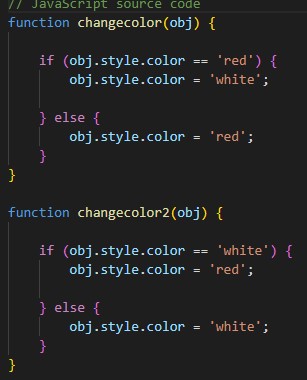 // JavaScript source code
function changecolor(obj) {
if (obj.style.color == 'red') {
obj.style.color = 'white';
} else {
obj.style.color = 'red';
}
}
function changecolor2(obj) {
if (obj.style.color == 'white') {
obj.style.color = 'red';
} else {
obj.style.color = 'white';
}
}